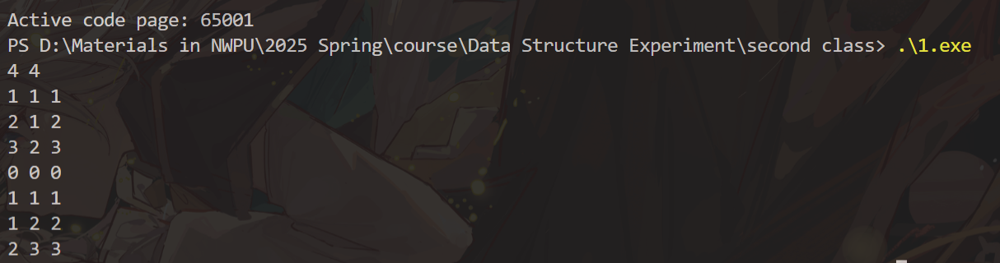 Active code page: 65001
PS D:\Materials in NWPU\2025 Spring\course\Data Structure Experiment\second class> .\1.exe
4 4
1 1 1
2 1 2
3 2 3
0 0 0
1 1 1
1 2 2
2 3 3